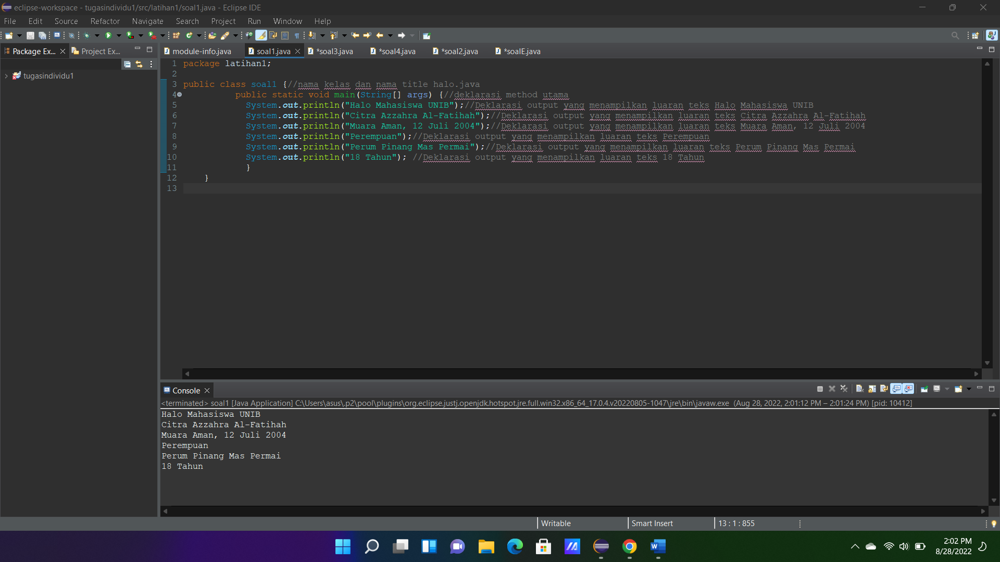 eclipse-workspace - tugasindividu1/src/latihan1/soal1.java - Eclipse IDE
File Edit Source Refactor Navigate Search Project Run Window Help
Package Ex... Project Ex... module-info.java soal1.java *soal3.java *soal4.java *soal2.java *soalE.java
tugasindividu1
1 package latihan1;
2
3 public class soal1 {//nama kelas dan nama title halo.java
4 public static void main(String[] args) {//deklarasi method utama
5 System.out.println("Halo Mahasiswa UNIB");//Deklarasi output yang menampilkan luaran teks Halo Mahasiswa UNIB
6 System.out.println("Citra Azzahra Al-Fatihah");//Deklarasi output yang menampilkan luaran teks Citra Azzahra Al-Fatihah
7 System.out.println("Muara Aman, 12 Juli 2004");//Deklarasi output yang menampilkan luaran teks Muara Aman, 12 Juli 2004
8 System.out.println("Perempuan");//Deklarasi output yang menampilkan luaran teks Perempuan
9 System.out.println("Perum Pinang Mas Permai");//Deklarasi output yang menampilkan luaran teks Perum Pinang Mas Permai
10 System.out.println("18 Tahun"); //Deklarasi output yang menampilkan luaran teks 18 Tahun
11 }
12 }
13
Console
<terminated> soal1 [Java Application] C:\Users\asus\.p2\pool\plugins\org.eclipse.justj.openjdk.hotspot.jre.full.win32.x86_64_17.0.4.v20220805-1047\jre\bin\javaw.exe (Aug 28, 2022, 2:01:12 PM – 2:01:24 PM) [pid: 10412]
Halo Mahasiswa UNIB
Citra Azzahra Al-Fatihah
Muara Aman, 12 Juli 2004
Perempuan
Perum Pinang Mas Permai
18 Tahun
Writable Smart Insert 13 : 1 : 855
2:02 PM
8/28/2022